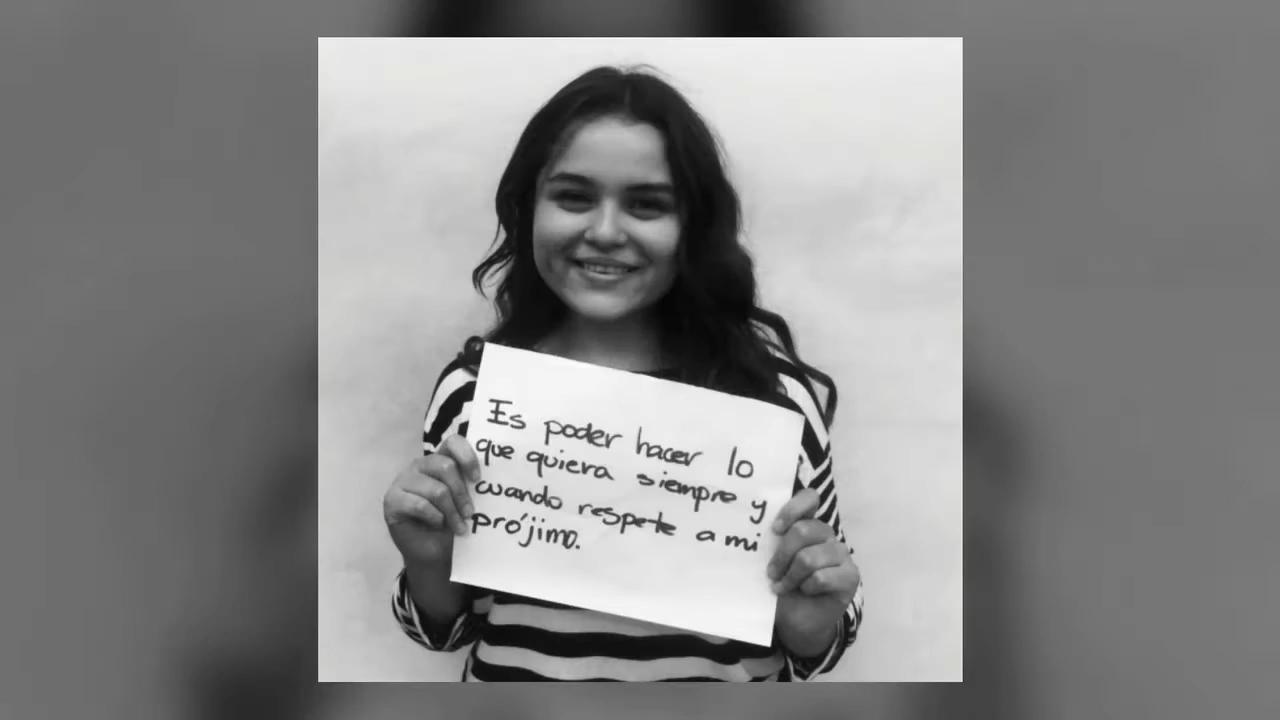 Es poder hacer lo
que quiera siempre y
cuando respete a mi
prójimo.